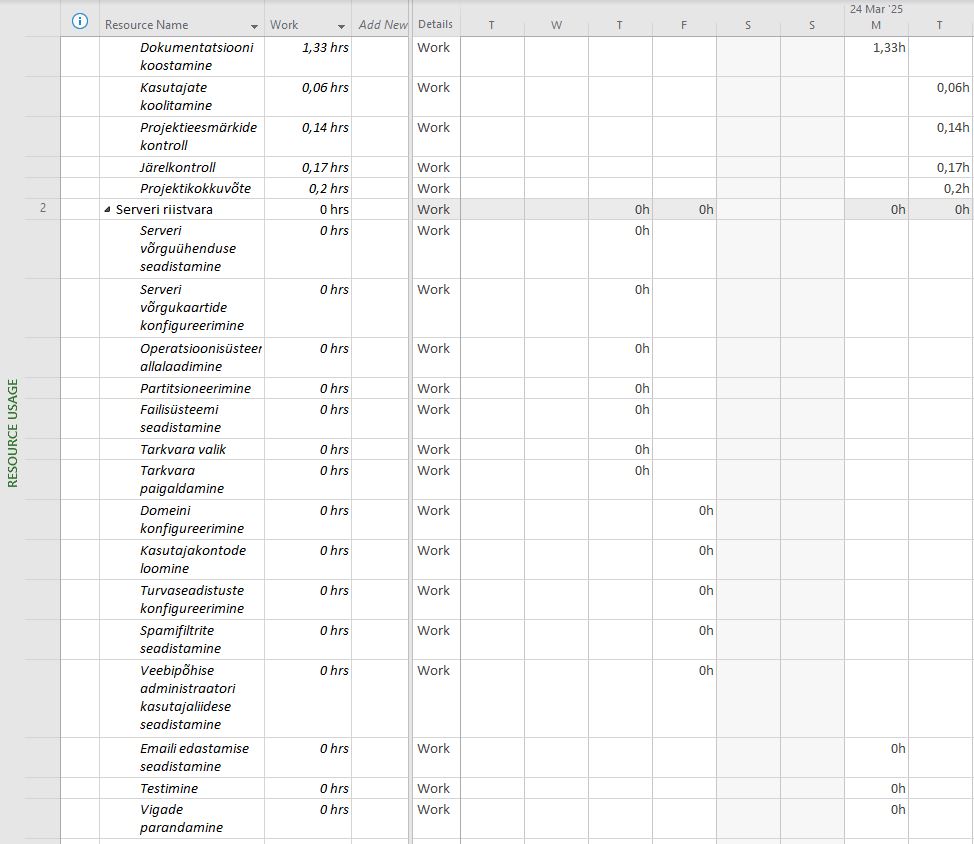 24 Mar '25
Resource Name Work Add New Details T W T F S S M T
Dokumentatsiooni 1,33 hrs Work 1,33h
koostamine
Kasutajate 0,06 hrs Work 0,06h
koolitamine
Projektieesmärkide 0,14 hrs Work 0,14h
kontroll
Järelkontroll 0,17 hrs Work 0,17h
Projektikokkuvõte 0,2 hrs Work 0,2h
2 Serveri riistvara 0 hrs Work 0h 0h 0h 0h
Serveri 0 hrs Work 0h
võrguühenduse
seadistamine
Serveri 0 hrs Work 0h
võrgukaartide
konfigureerimine
Operatsioonisüsteer 0 hrs Work 0h
allalaadimine
Partitsioneerimine 0 hrs Work 0h
Failisüsteemi 0 hrs Work 0h
seadistamine
Tarkvara valik 0 hrs Work 0h
Tarkvara 0 hrs Work 0h
paigaldamine
Domeini 0 hrs Work 0h
konfigureerimine
Kasutajakontode 0 hrs Work 0h
loomine
Turvaseadistuste 0 hrs Work 0h
konfigureerimine
Spamifiltrite 0 hrs Work 0h
seadistamine
Veebipõhise 0 hrs Work 0h
administraatori
kasutajaliidese
seadistamine
Emaili edastamise 0 hrs Work 0h
seadistamine
Testimine 0 hrs Work 0h
Vigade 0 hrs Work 0h
parandamine
RESOURCE USAGE